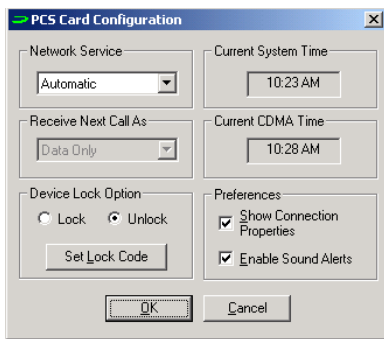 PCS Card Configuration
Network Service
Automatic
Current System Time
10:23 AM
Receive Next Call As
Data Only
Current CDMA Time
10:28 AM
Device Lock Option
Lock
Unlock
Set Lock Code
Preferences
Show Connection
Properties
Enable Sound Alerts
OK
Cancel